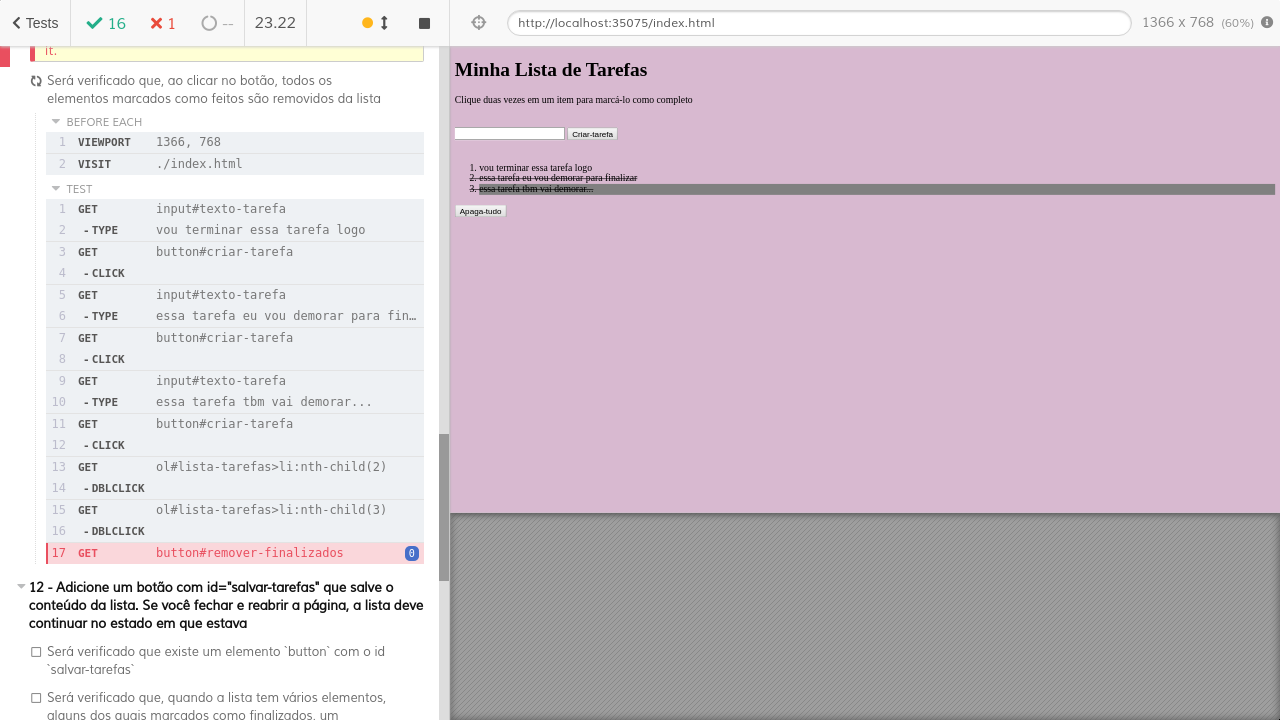 Tests
16
1
--
23.22
http://localhost:35075/index.html
1366 x 768 (60%)
it.
Será verificado que, ao clicar no botão, todos os
elementos marcados como feitos são removidos da lista
BEFORE EACH
1 VIEWPORT 1366, 768
2 VISIT ./index.html
TEST
1 GET input#texto-tarefa
2 -TYPE vou terminar essa tarefa logo
3 GET button#criar-tarefa
4 -CLICK
5 GET input#texto-tarefa
6 -TYPE essa tarefa eu vou demorar para fin…
7 GET button#criar-tarefa
8 -CLICK
9 GET input#texto-tarefa
10 -TYPE essa tarefa tbm vai demorar...
11 GET button#criar-tarefa
12 -CLICK
13 GET ol#lista-tarefas>li:nth-child(2)
14 -DBLCLICK
15 GET ol#lista-tarefas>li:nth-child(3)
16 -DBLCLICK
17 GET button#remover-finalizados 0
12 - Adicione um botão com id="salvar-tarefas" que salve o
conteúdo da lista. Se você fechar e reabrir a página, a lista deve
continuar no estado em que estava
Será verificado que existe um elemento `button` com o id
`salvar-tarefas`
Será verificado que, quando a lista tem vários elementos,
alguns dos quais marcados como finalizados, um
Minha Lista de Tarefas
Clique duas vezes em um item para marcá-lo como completo
Criar-tarefa
1. vou terminar essa tarefa logo
2. essa tarefa eu vou demorar para finalizar
3. essa tarefa tbm vai demorar...
Apaga-tudo